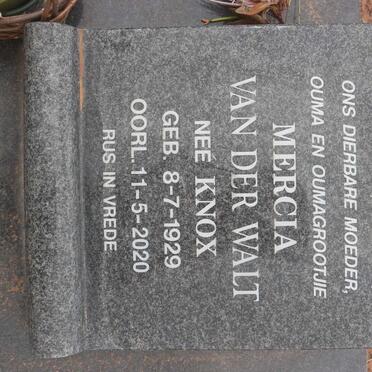 ONS DIERBARE MOEDER,
OUMA EN OUMAGROOTJIE
MERCIA
VAN DER WALT
NEÉ KNOX
GEB. 8-7-1929
OORL. 11-5-2020
RUS IN VREDE